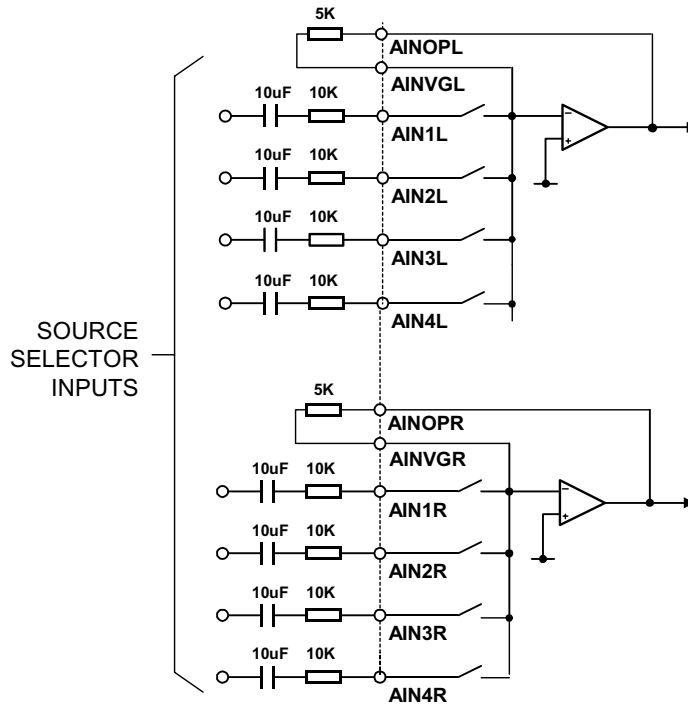 5K
AINOPL
AINVGL
10uF 10K
AIN1L
10uF 10K
AIN2L
10uF 10K
AIN3L
10uF 10K
AIN4L
SOURCE
SELECTOR
INPUTS
5K
AINOPR
AINVGR
10uF 10K
AIN1R
10uF 10K
AIN2R
10uF 10K
AIN3R
10uF 10K
AIN4R